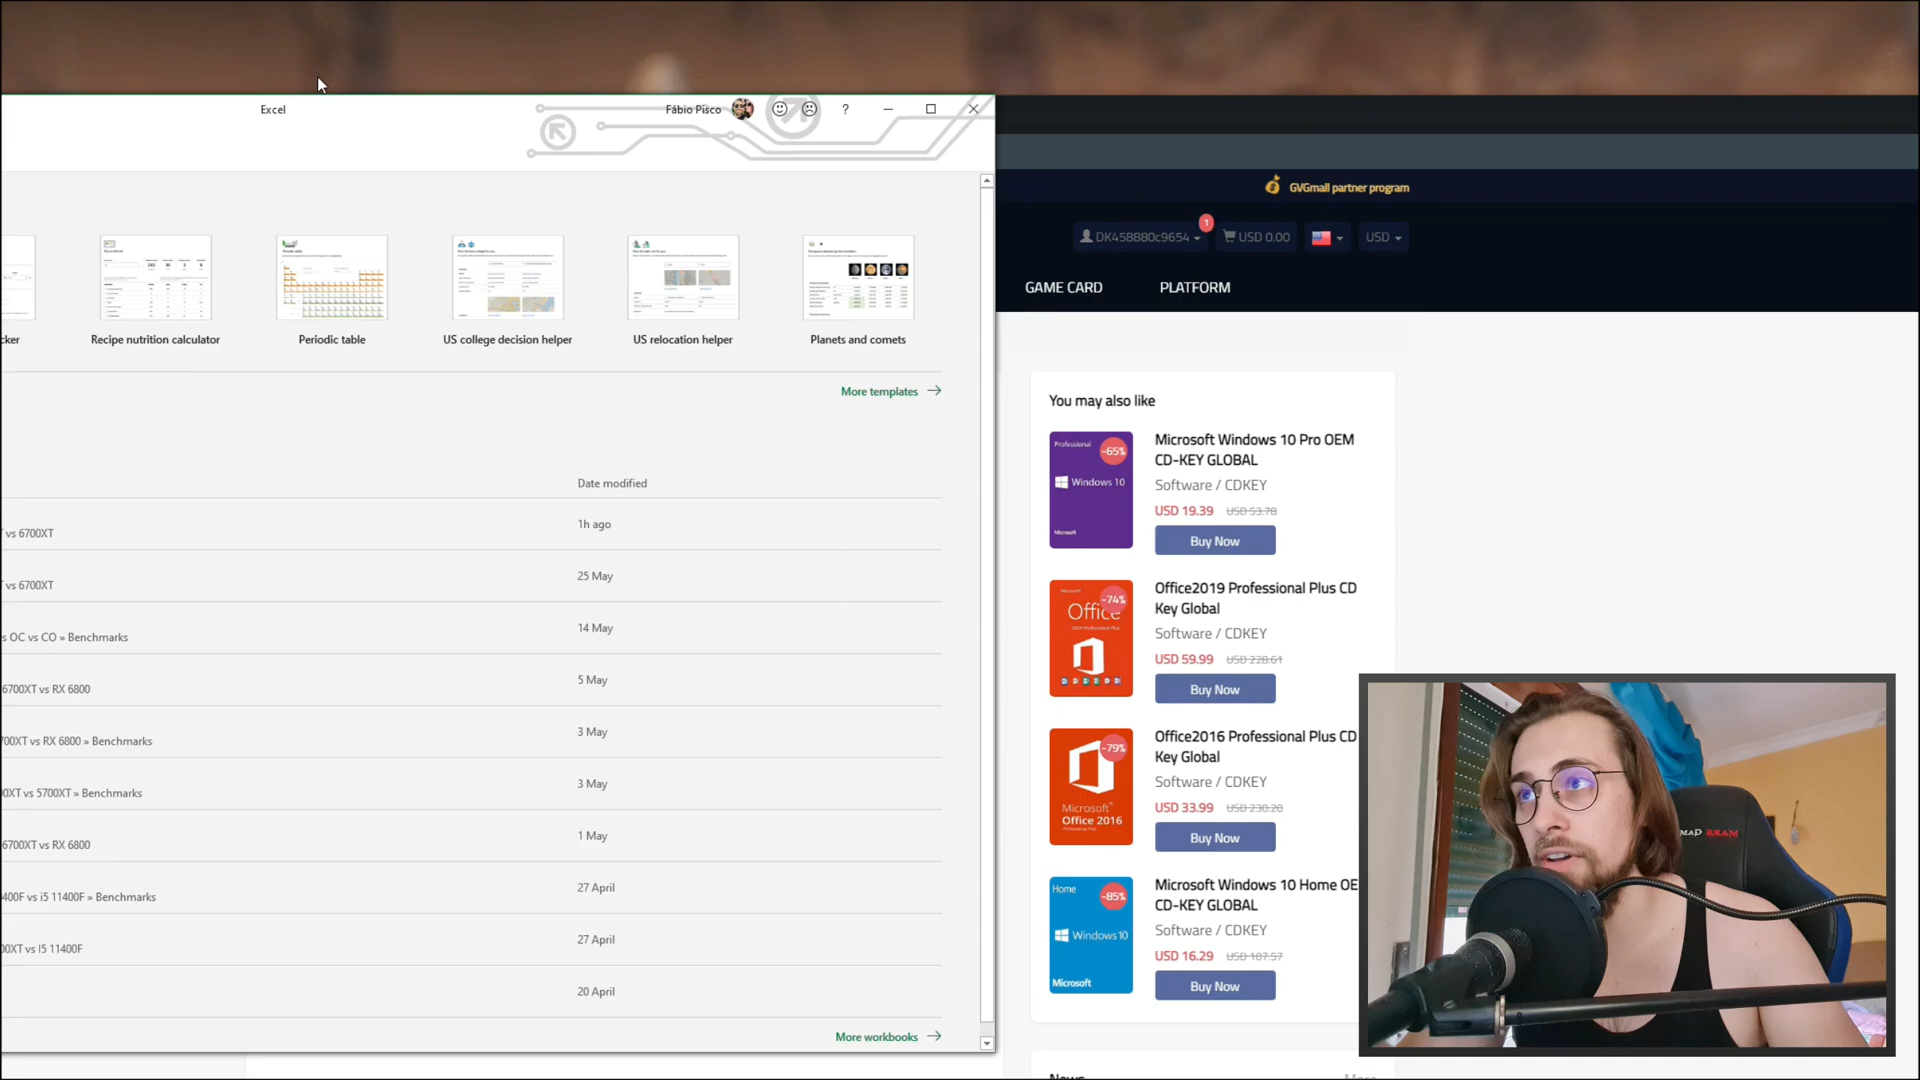 Excel
Fábio Pisco
?
cker
Recipe nutrition calculator
Periodic table
US college decision helper
US relocation helper
Planets and comets
More templates
Date modified
T vs 6700XT
1h ago
vs 6700XT
25 May
s OC vs CO » Benchmarks
14 May
6700XT vs RX 6800
5 May
700XT vs RX 6800 » Benchmarks
3 May
00XT vs 5700XT » Benchmarks
3 May
6700XT vs RX 6800
1 May
400F vs i5 11400F » Benchmarks
27 April
00XT vs I5 11400F
27 April
20 April
More workbooks
GVGmall partner program
DK458880c9654
1
USD 0.00
USD
GAME CARD
PLATFORM
You may also like
Professional
-65%
Windows 10
Microsoft
Microsoft Windows 10 Pro OEM
CD-KEY GLOBAL
Software / CDKEY
USD 19.39 USD 53.78
Buy Now
-74%
Office
Office2019 Professional Plus CD
Key Global
Software / CDKEY
USD 59.99 USD 228.61
Buy Now
-79%
Microsoft
Office 2016
Office2016 Professional Plus CD
Key Global
Software / CDKEY
USD 33.99 USD 230.20
Buy Now
Home
-85%
Windows 10
Microsoft
Microsoft Windows 10 Home OE
CD-KEY GLOBAL
Software / CDKEY
USD 16.29 USD 107.57
Buy Now
News
More